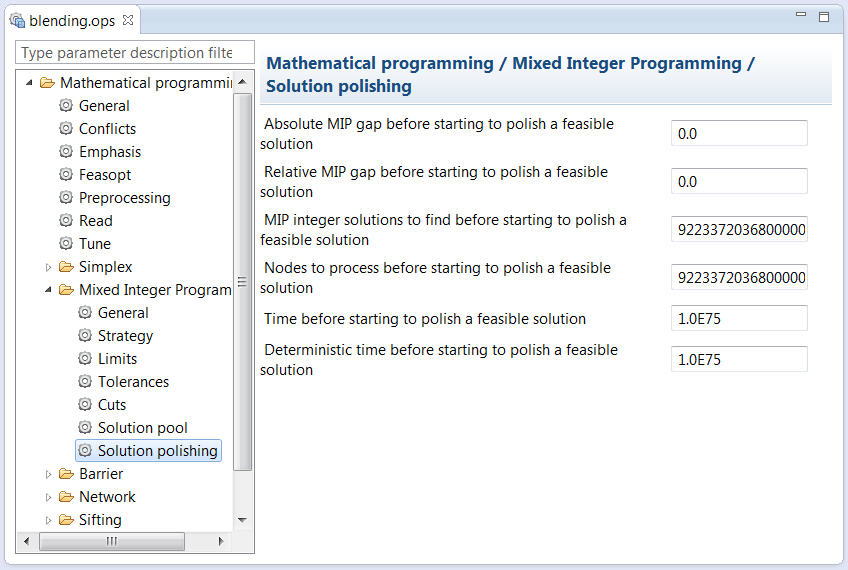 blending.ops
Type parameter description filte
Mathematical programmi
General
Conflicts
Emphasis
Feasopt
Preprocessing
Read
Tune
Simplex
Mixed Integer Program
General
Strategy
Limits
Tolerances
Cuts
Solution pool
Solution polishing
Barrier
Network
Sifting
Mathematical programming / Mixed Integer Programming /
Solution polishing
Absolute MIP gap before starting to polish a feasible
solution
0.0
Relative MIP gap before starting to polish a feasible
solution
0.0
MIP integer solutions to find before starting to polish a
feasible solution
9223372036800000
Nodes to process before starting to polish a feasible
solution
9223372036800000
Time before starting to polish a feasible solution
1.0E75
Deterministic time before starting to polish a feasible
solution
1.0E75